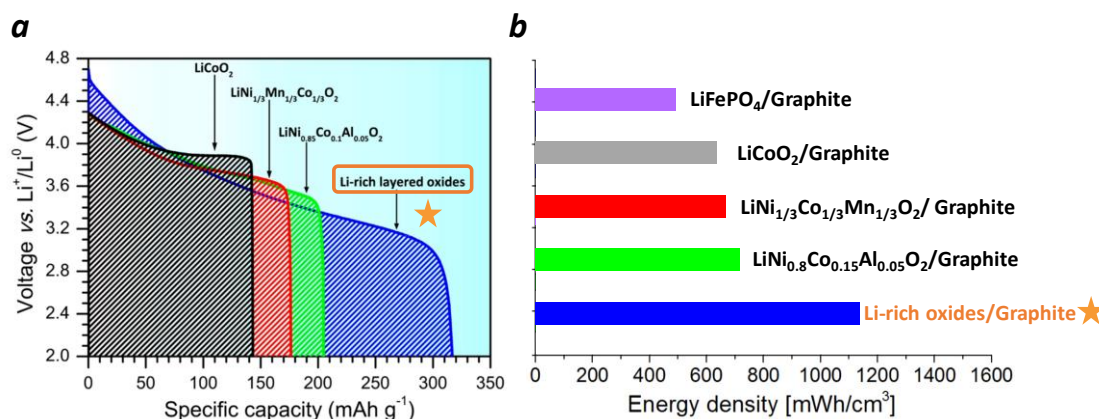 a
4.8
4.4
4.0
3.6
3.2
2.8
2.4
2.0
Voltage vs. Li⁺/Li⁰ (V)
LiCoO₂
LiNi₁/₃Mn₁/₃Co₁/₃O₂
LiNi₀.₈₅Co₀.₁Al₀.₀₅O₂
Li-rich layered oxides
0 50 100 150 200 250 300 350
Specific capacity (mAh g⁻¹)
b
LiFePO₄/Graphite
LiCoO₂/Graphite
LiNi₁/₃Co₁/₃Mn₁/₃O₂/ Graphite
LiNi₀.₈Co₀.₁₅Al₀.₀₅O₂/Graphite
Li-rich oxides/Graphite
0 200 400 600 800 1000 1200 1400 1600
Energy density [mWh/cm³]